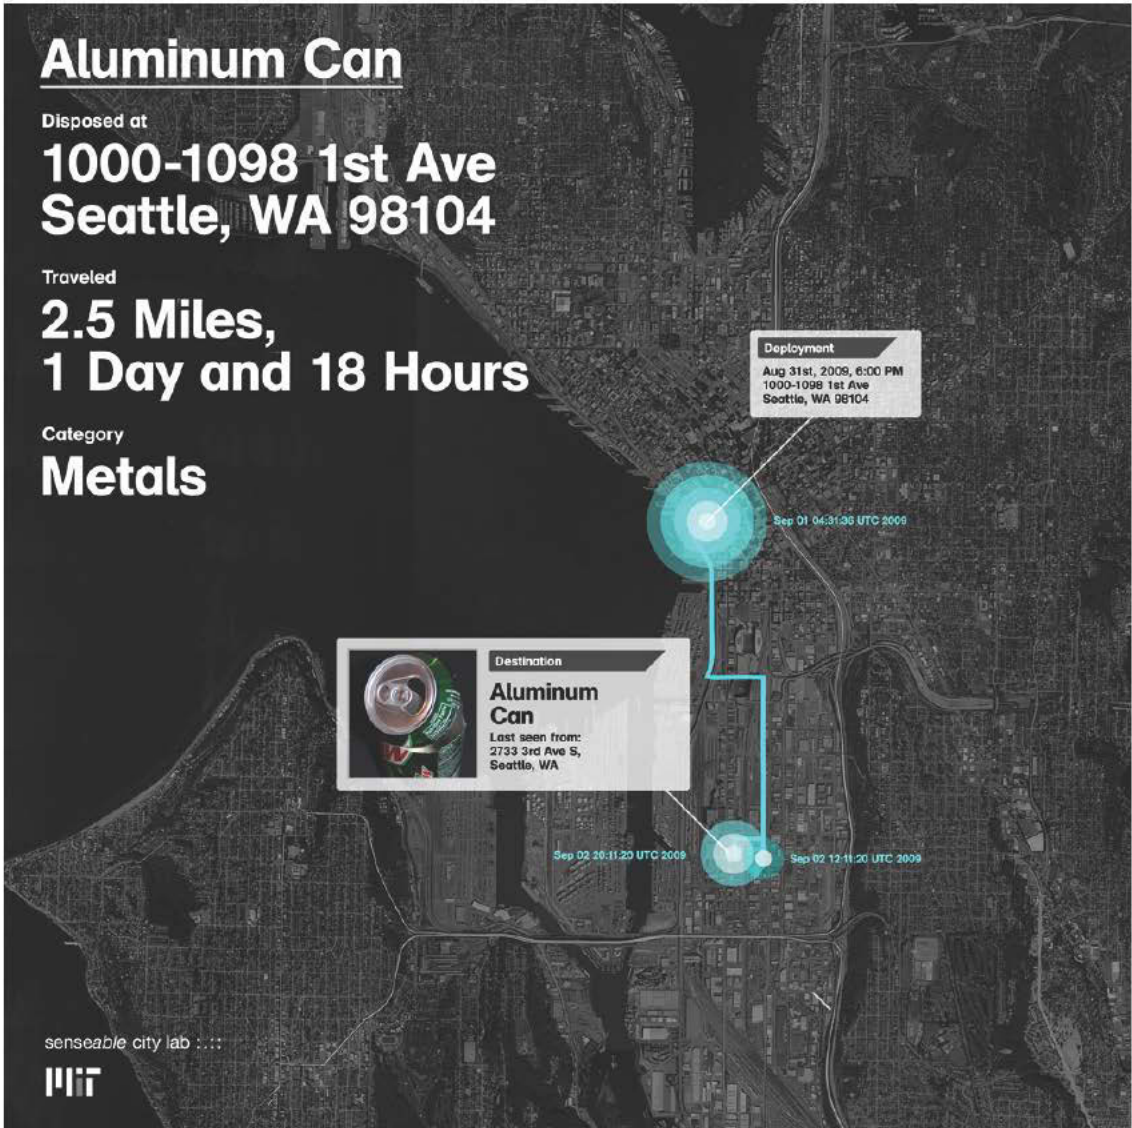 Aluminum Can
Disposed at
1000-1098 1st Ave
Seattle, WA 98104
Traveled
2.5 Miles,
1 Day and 18 Hours
Category
Metals
Deployment
Aug 31st, 2009, 6:00 PM
1000-1098 1st Ave
Seattle, WA 98104
Sep 01 04:31:36 UTC 2009
Destination
Aluminum
Can
Last seen from:
2733 3rd Ave S,
Seattle, WA
Sep 02 20:11:20 UTC 2009
Sep 02 12:11:20 UTC 2009
senseable city lab :.::
MIT